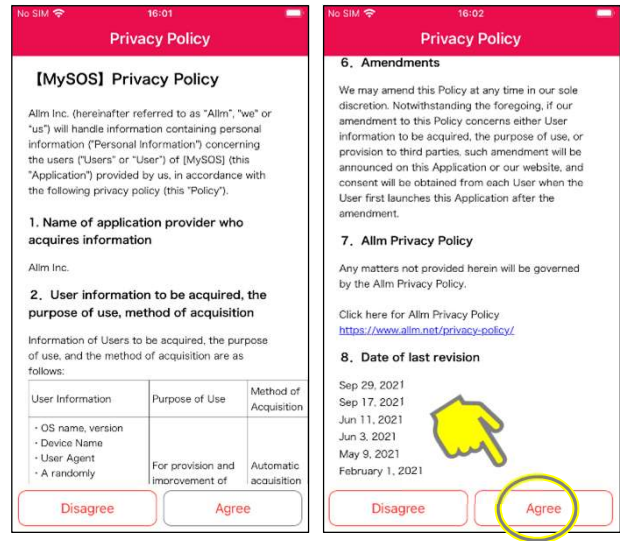 No SIM 16:01
Privacy Policy
【MySOS】Privacy Policy
Allm Inc. (hereinafter referred to as "Allm", "we" or
"us") will handle information containing personal
information ("Personal Information") concerning
the users ("Users" or "User") of [MySOS] (this
"Application") provided by us, in accordance with
the following privacy policy (this "Policy").
1. Name of application provider who
acquires information
Allm Inc.
2．User information to be acquired, the
purpose of use, method of acquisition
Information of Users to be acquired, the purpose
of use, and the method of acquisition are as
follows:
User Information Purpose of Use Method of
Acquisition
・OS name, version
・Device Name
・User Agent
・A randomly
For provision and
improvement of
Automatic
acquisition
Disagree Agree
No SIM 16:02
Privacy Policy
6．Amendments
We may amend this Policy at any time in our sole
discretion. Notwithstanding the foregoing, if our
amendment to this Policy concerns either User
information to be acquired, the purpose of use, or
provision to third parties, such amendment will be
announced on this Application or our website, and
consent will be obtained from each User when the
User first launches this Application after the
amendment.
7．Allm Privacy Policy
Any matters not provided herein will be governed
by the Allm Privacy Policy.
Click here for Allm Privacy Policy
https://www.allm.net/privacy-policy/
8．Date of last revision
Sep 29, 2021
Sep 17, 2021
Jun 11, 2021
Jun 3, 2021
May 9, 2021
February 1, 2021
Disagree Agree